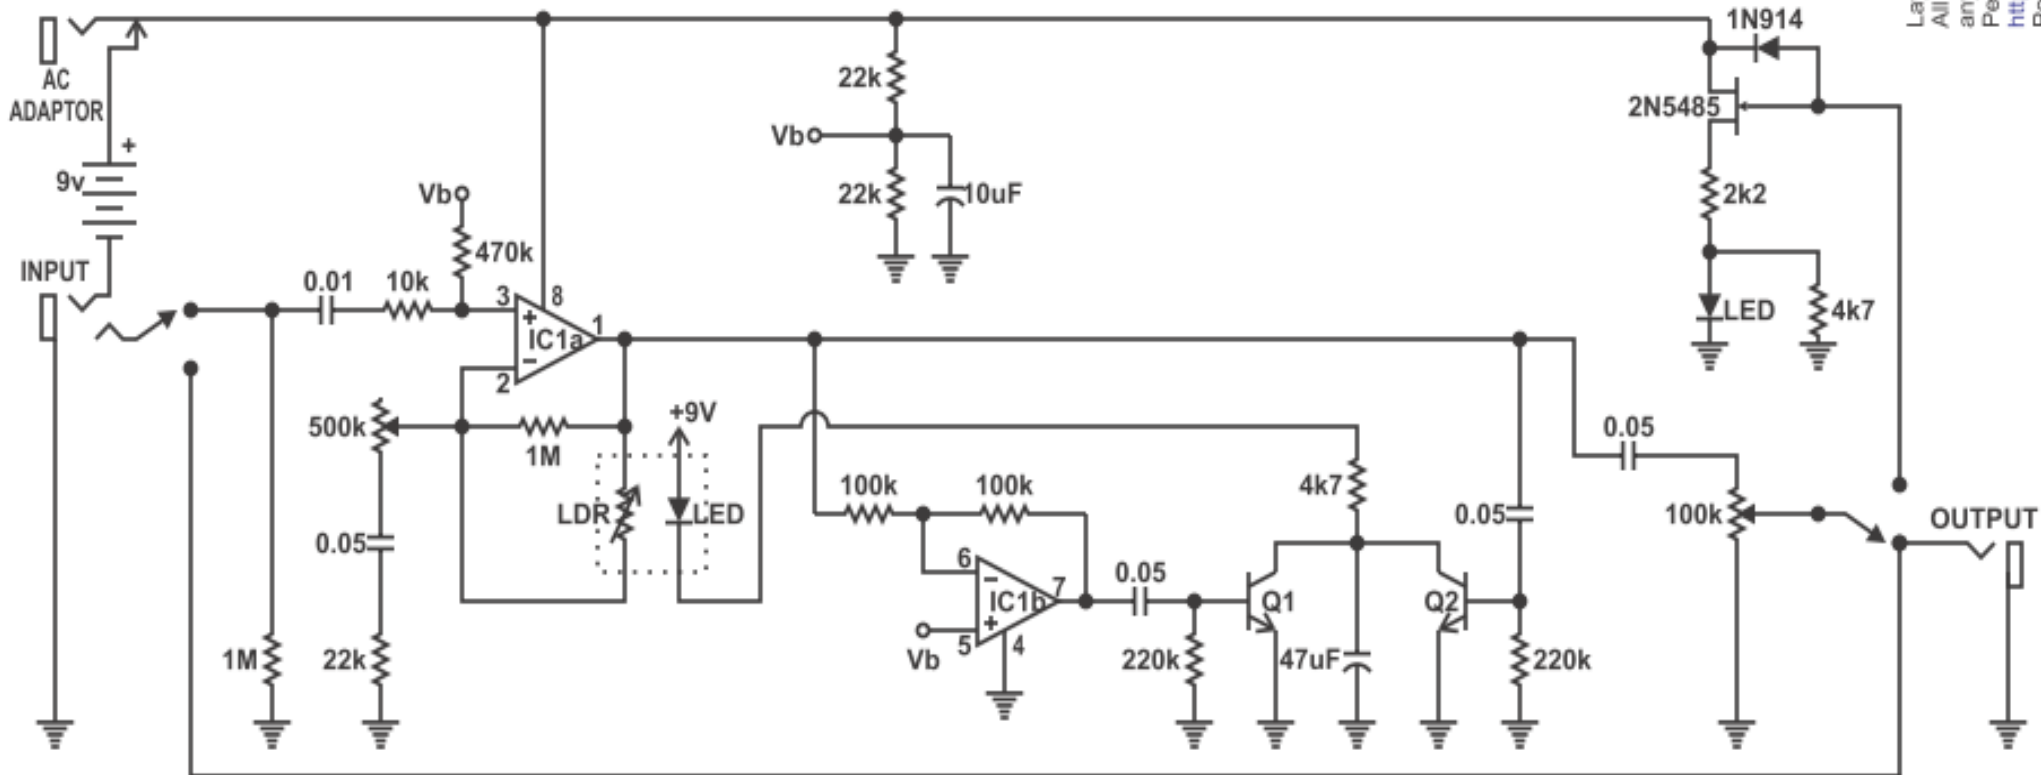 AC
ADAPTOR
9v
+
INPUT
0.01
10k
Vb
470k
3
8
+
IC1a
1
-
2
500k
1M
+9V
LDR
LED
0.05
1M
22k
22k
Vb
22k
10uF
100k
100k
6
-
IC1b
7
+
5
4
Vb
0.05
220k
Q1
4k7
47uF
Q2
0.05
220k
1N914
2N5485
2k2
LED
4k7
0.05
100k
OUTPUT
All